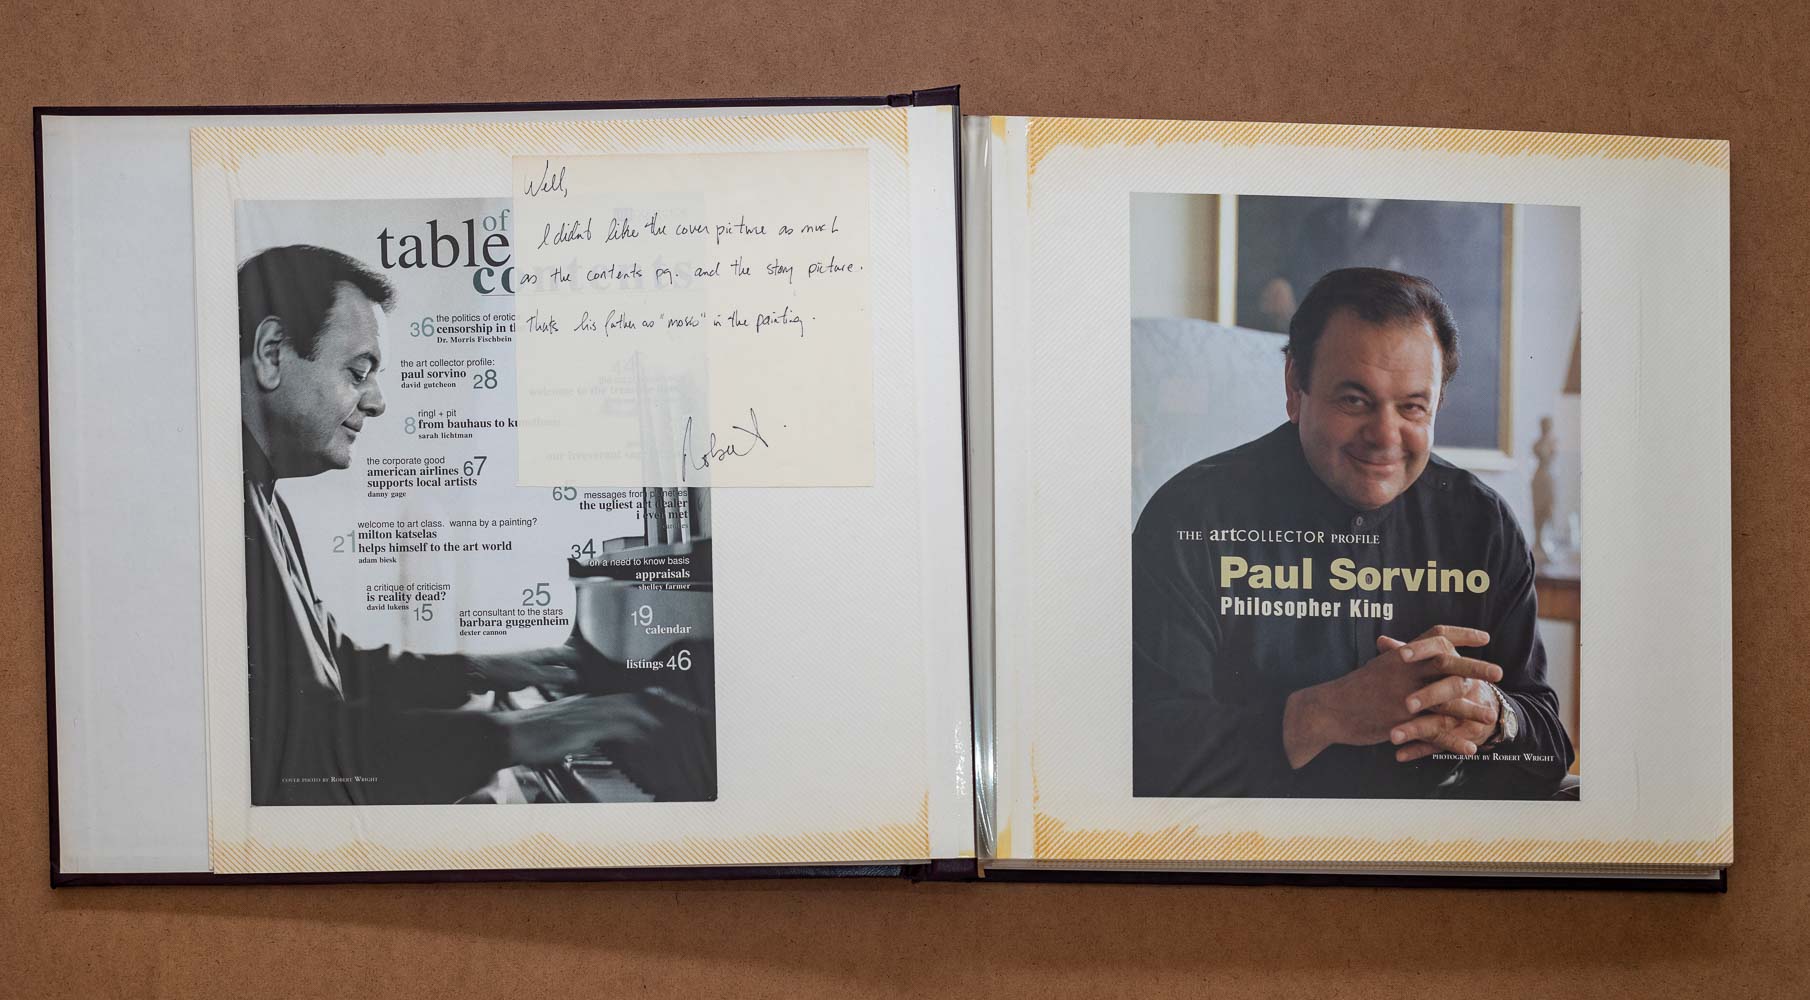 table of
co
36 the politics of erotic
censorship in t
Dr. Morris Fischbein
the art collector profile:
paul sorvino
david gutcheon 28
ringl + pit
8 from bauhaus to ku
sarah lichtman
the corporate good
american airlines 67
supports local artists
danny gage
65 messages from planet
the ugliest art dealer
i ever met
welcome to art class. wanna by a painting?
21 milton katselas
helps himself to the art world
adam biesk
34
on a need to know basis
appraisals
shelley farmer
a critique of criticism
is reality dead?
david lukens 15
25
art consultant to the stars
barbara guggenheim
dexter cannon
19
calendar
listings 46
COVER PHOTO BY ROBERT WRIGHT
Well,
I didn't like the cover picture as much
as the contents pg. and the story picture.
Thats his father as "moses" in the painting.
Robert
THE artCOLLECTOR PROFILE
Paul Sorvino
Philosopher King
PHOTOGRAPHY BY ROBERT WRIGHT